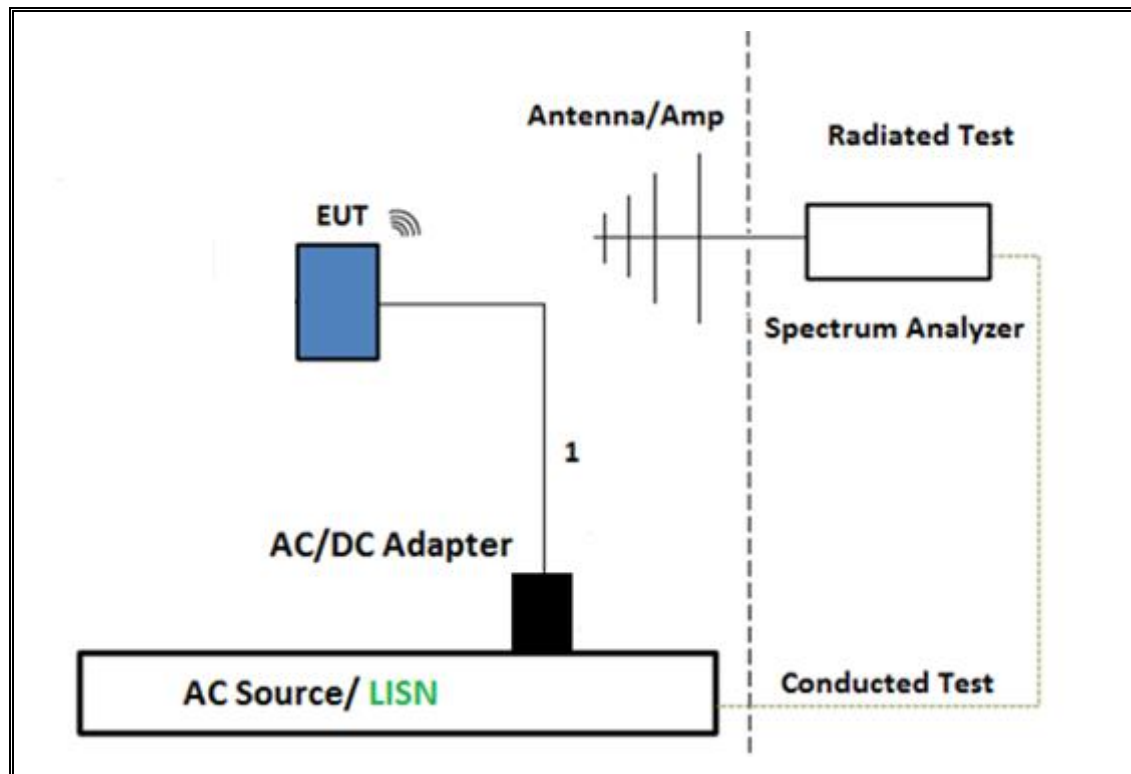 Antenna/Amp
Radiated Test
EUT
Spectrum Analyzer
1
AC/DC Adapter
AC Source/ LISN
Conducted Test